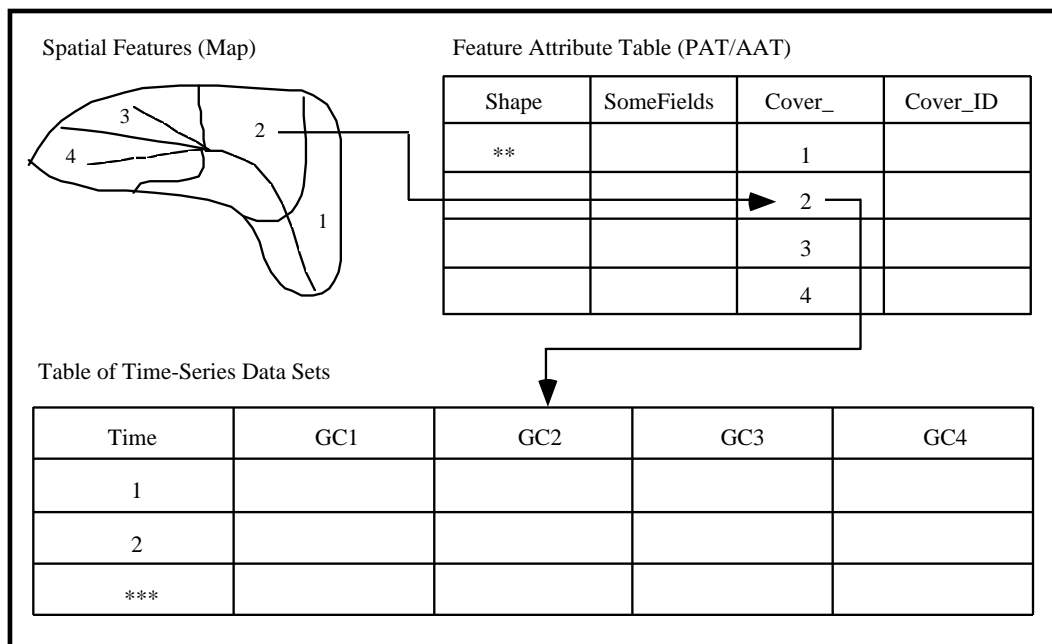 Spatial Features (Map)
3
2
4
1
Feature Attribute Table (PAT/AAT)
Shape SomeFields Cover_ Cover_ID
** 1
2
3
4
Table of Time-Series Data Sets
Time GC1 GC2 GC3 GC4
1
2
***